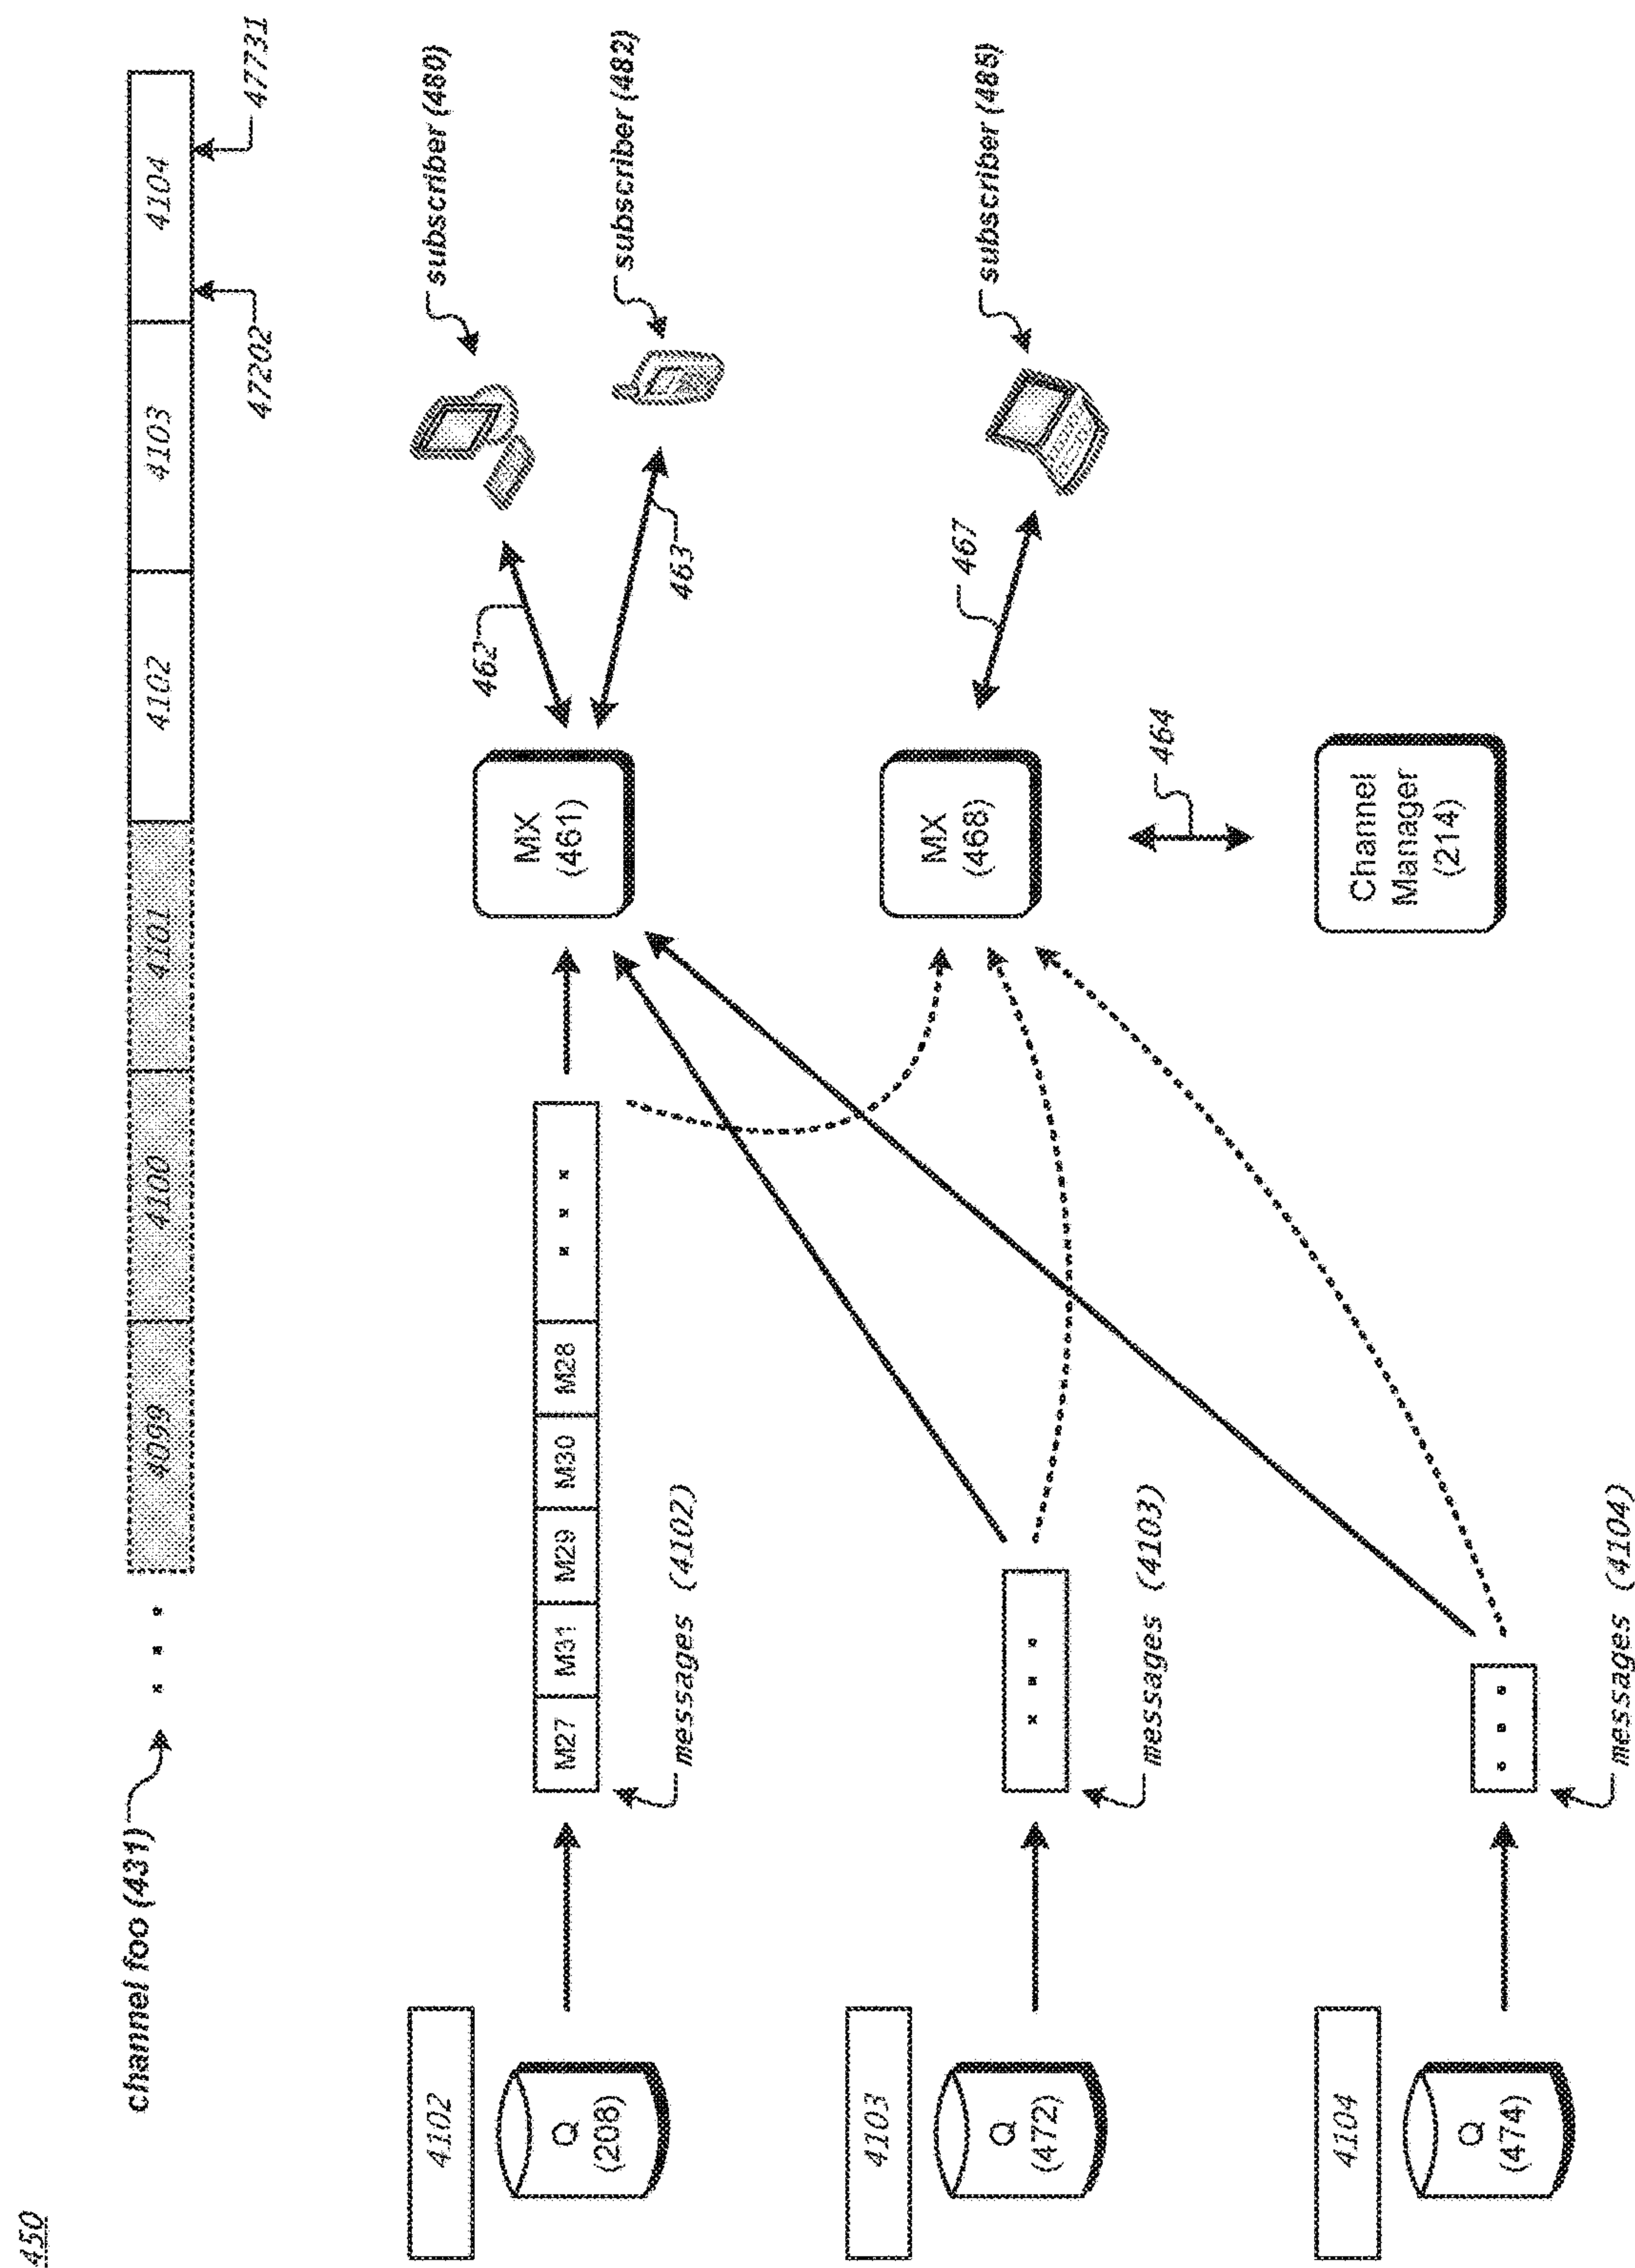 450
channel foo (431)
4099
4100
4101
4102
4103
4104
47202
47731
4102
Q
(208)
M27
M31
M29
M30
M28
messages (4102)
MX
(461)
462
463
subscriber (480)
subscriber (482)
4103
Q
(472)
messages (4103)
MX
(468)
467
subscriber (485)
464
4104
Q
(474)
messages (4104)
Channel
Manager
(214)